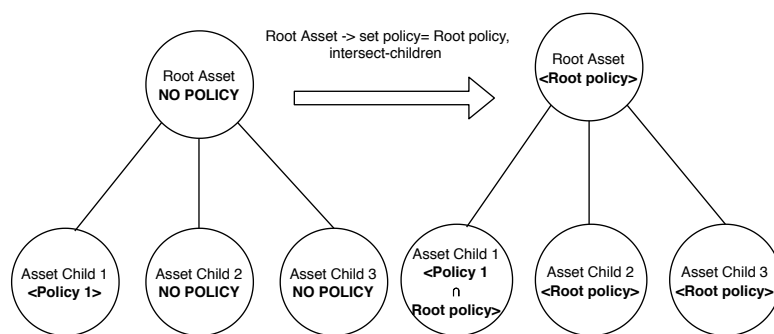 Root Asset -> set policy= Root policy,
intersect-children
Root Asset
NO POLICY
Root Asset
<Root policy>
Asset Child 1
<Policy 1>
Asset Child 2
NO POLICY
Asset Child 3
NO POLICY
Asset Child 1
<Policy 1
∩
Root policy>
Asset Child 2
<Root policy>
Asset Child 3
<Root policy>